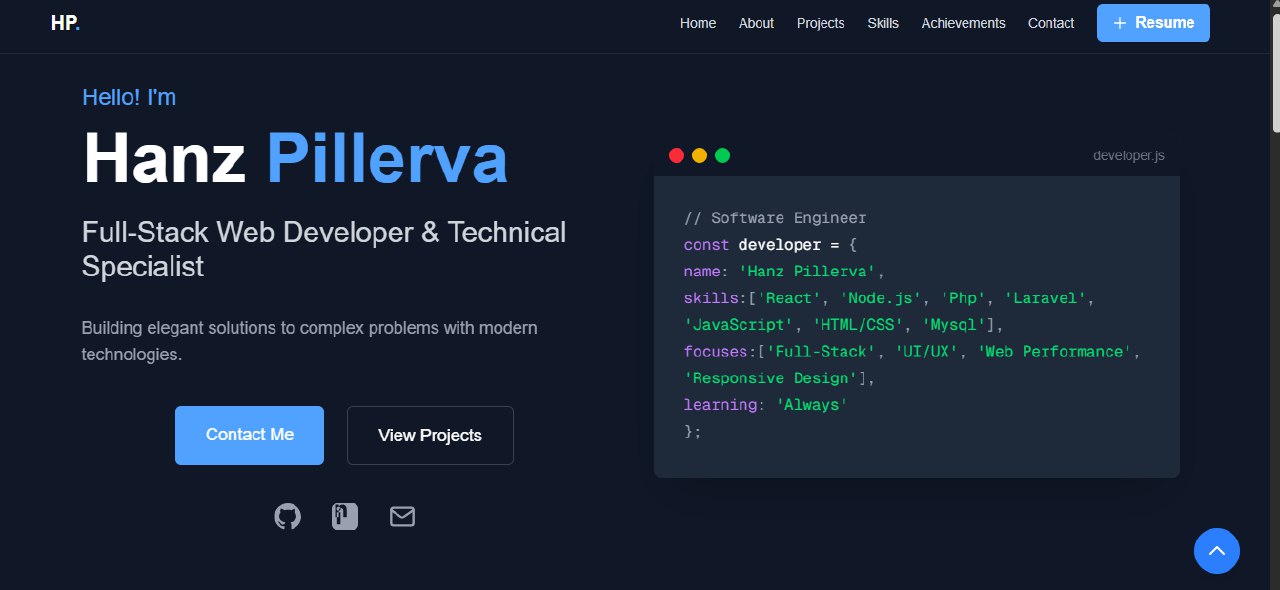 HP.
Home About Projects Skills Achievements Contact + Resume
Hello! I'm
Hanz Pillerva
Full-Stack Web Developer & Technical
Specialist
Building elegant solutions to complex problems with modern
technologies.
Contact Me
View Projects
developer.js
// Software Engineer
const developer = {
name: 'Hanz Pillerva',
skills:['React', 'Node.js', 'Php', 'Laravel',
'JavaScript', 'HTML/CSS', 'Mysql'],
focuses:['Full-Stack', 'UI/UX', 'Web Performance',
'Responsive Design'],
learning: 'Always'
};